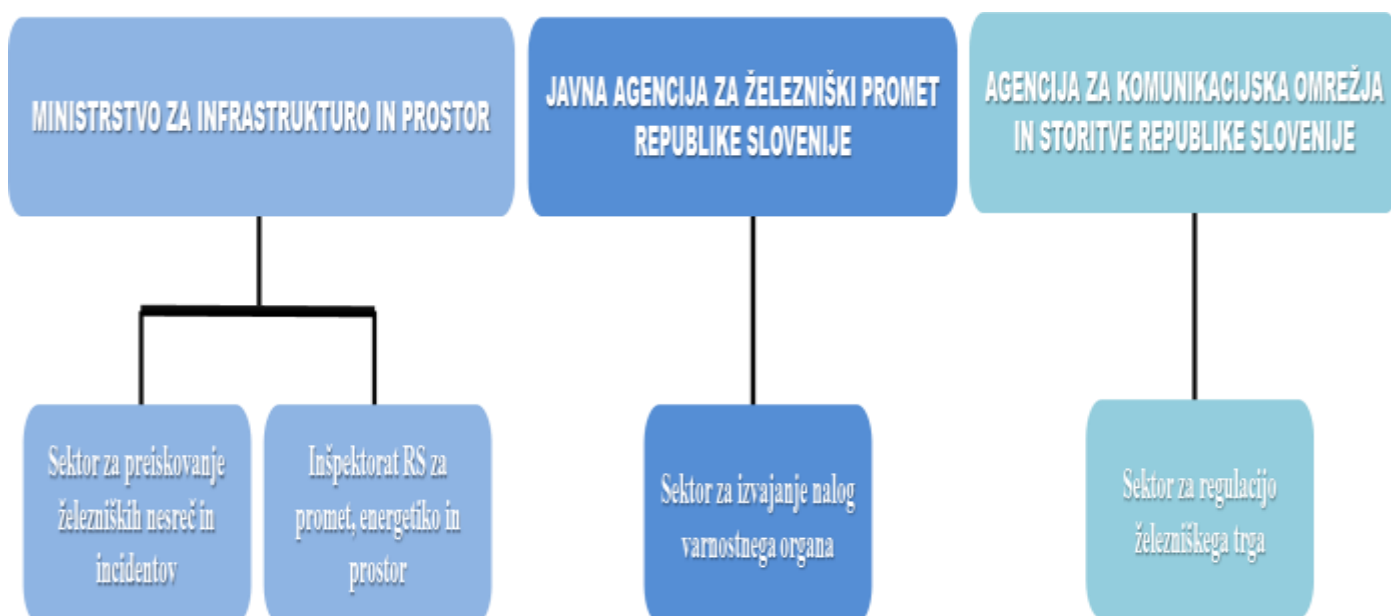 MINISTRSTVO ZA INFRASTRUKTURO IN PROSTOR
JAVNA AGENCIJA ZA ŽELEZNIŠKI PROMET
REPUBLIKE SLOVENIJE
AGENCIJA ZA KOMUNIKACIJSKA OMREŽJA
IN STORITVE REPUBLIKE SLOVENIJE
Sektor za preiskovanje
železniških nesreč in
incidentov
Inšpektorat RS za
promet, energetiko in
prostor
Sektor za izvajanje nalog
varnostnega organa
Sektor za regulacijo
železniškega trga